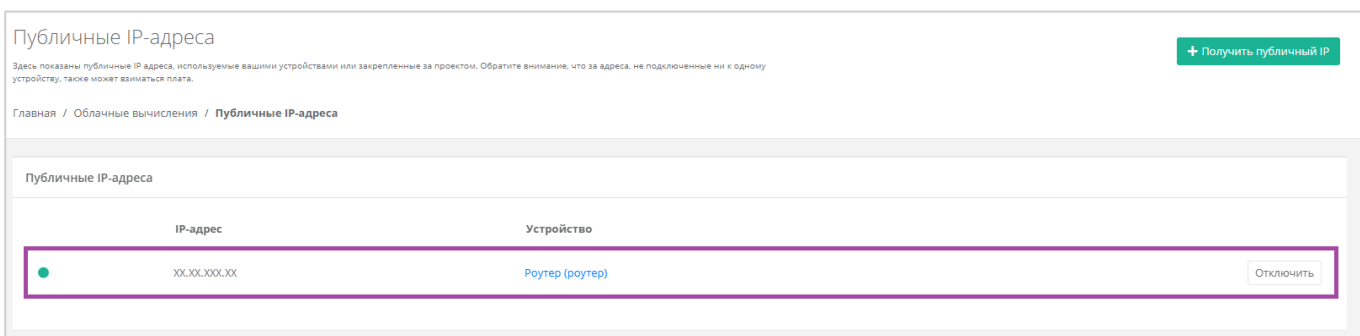 Публичные IP-адреса
+ Получить публичный IP
Здесь показаны публичные IP адреса, используемые вашими устройствами или закрепленные за проектом. Обратите внимание, что за адреса, не подключенные ни к одному
устройству, также может взиматься плата.
Главная / Облачные вычисления / Публичные IP-адреса
Публичные IP-адреса
IP-адрес Устройство
XX.XX.XXX.XX Роутер (роутер) Отключить